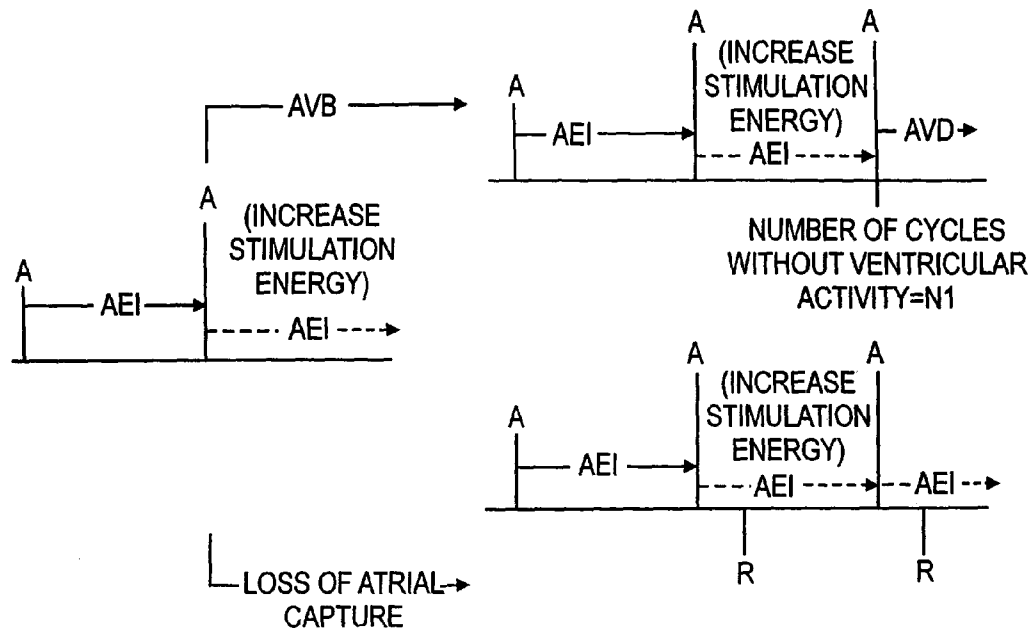 A
AEI
A
(INCREASE
STIMULATION
ENERGY)
AEI
AVB
A
AEI
A
(INCREASE
STIMULATION
ENERGY)
AEI
A
AVD
NUMBER OF CYCLES
WITHOUT VENTRICULAR
ACTIVITY=N1
LOSS OF ATRIAL
CAPTURE
A
AEI
A
(INCREASE
STIMULATION
ENERGY)
AEI
R
A
AEI
R